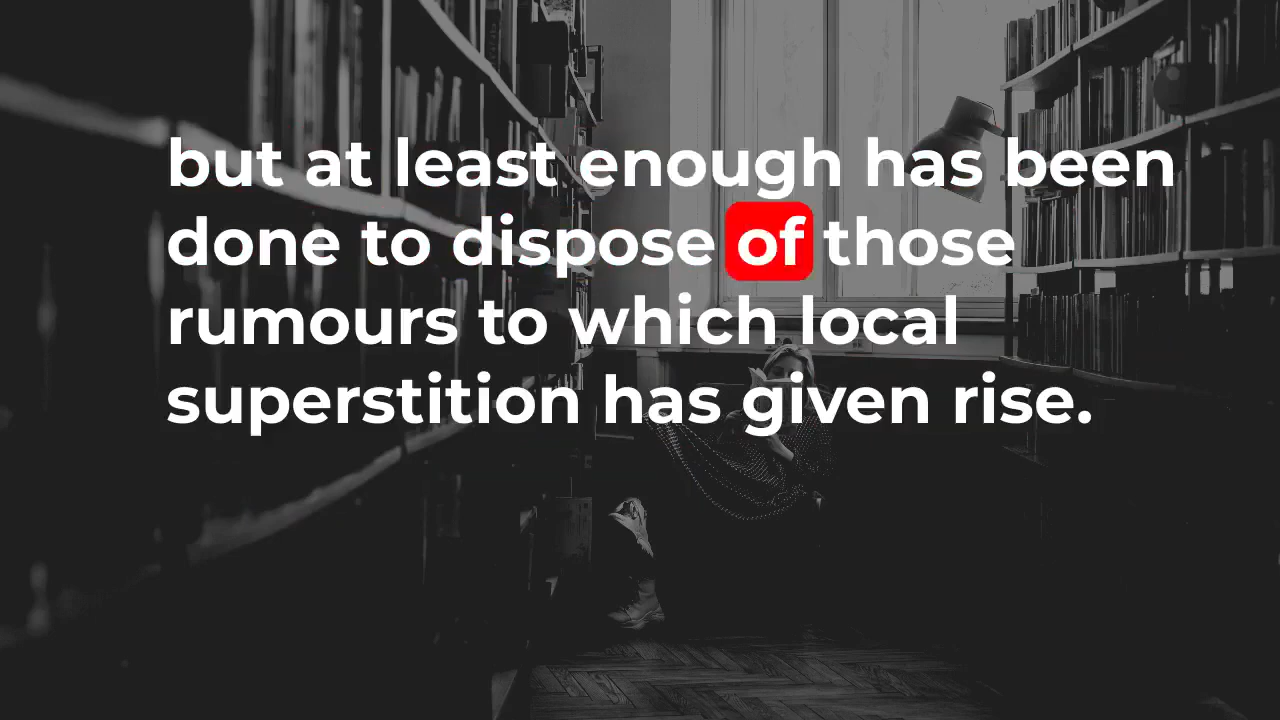 but at least enough has been
done to dispose of those
rumours to which local
superstition has given rise.